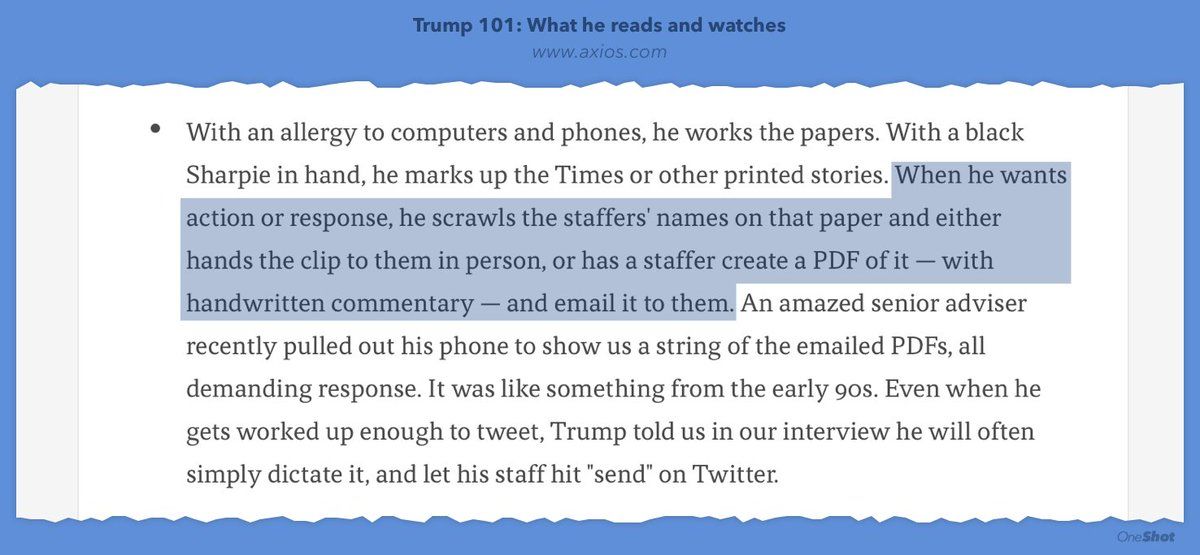 Trump 101: What he reads and watches
www.axios.com
• With an allergy to computers and phones, he works the papers. With a black
Sharpie in hand, he marks up the Times or other printed stories. When he wants
action or response, he scrawls the staffers' names on that paper and either
hands the clip to them in person, or has a staffer create a PDF of it — with
handwritten commentary — and email it to them. An amazed senior adviser
recently pulled out his phone to show us a string of the emailed PDFs, all
demanding response. It was like something from the early 90s. Even when he
gets worked up enough to tweet, Trump told us in our interview he will often
simply dictate it, and let his staff hit "send" on Twitter.
OneShot